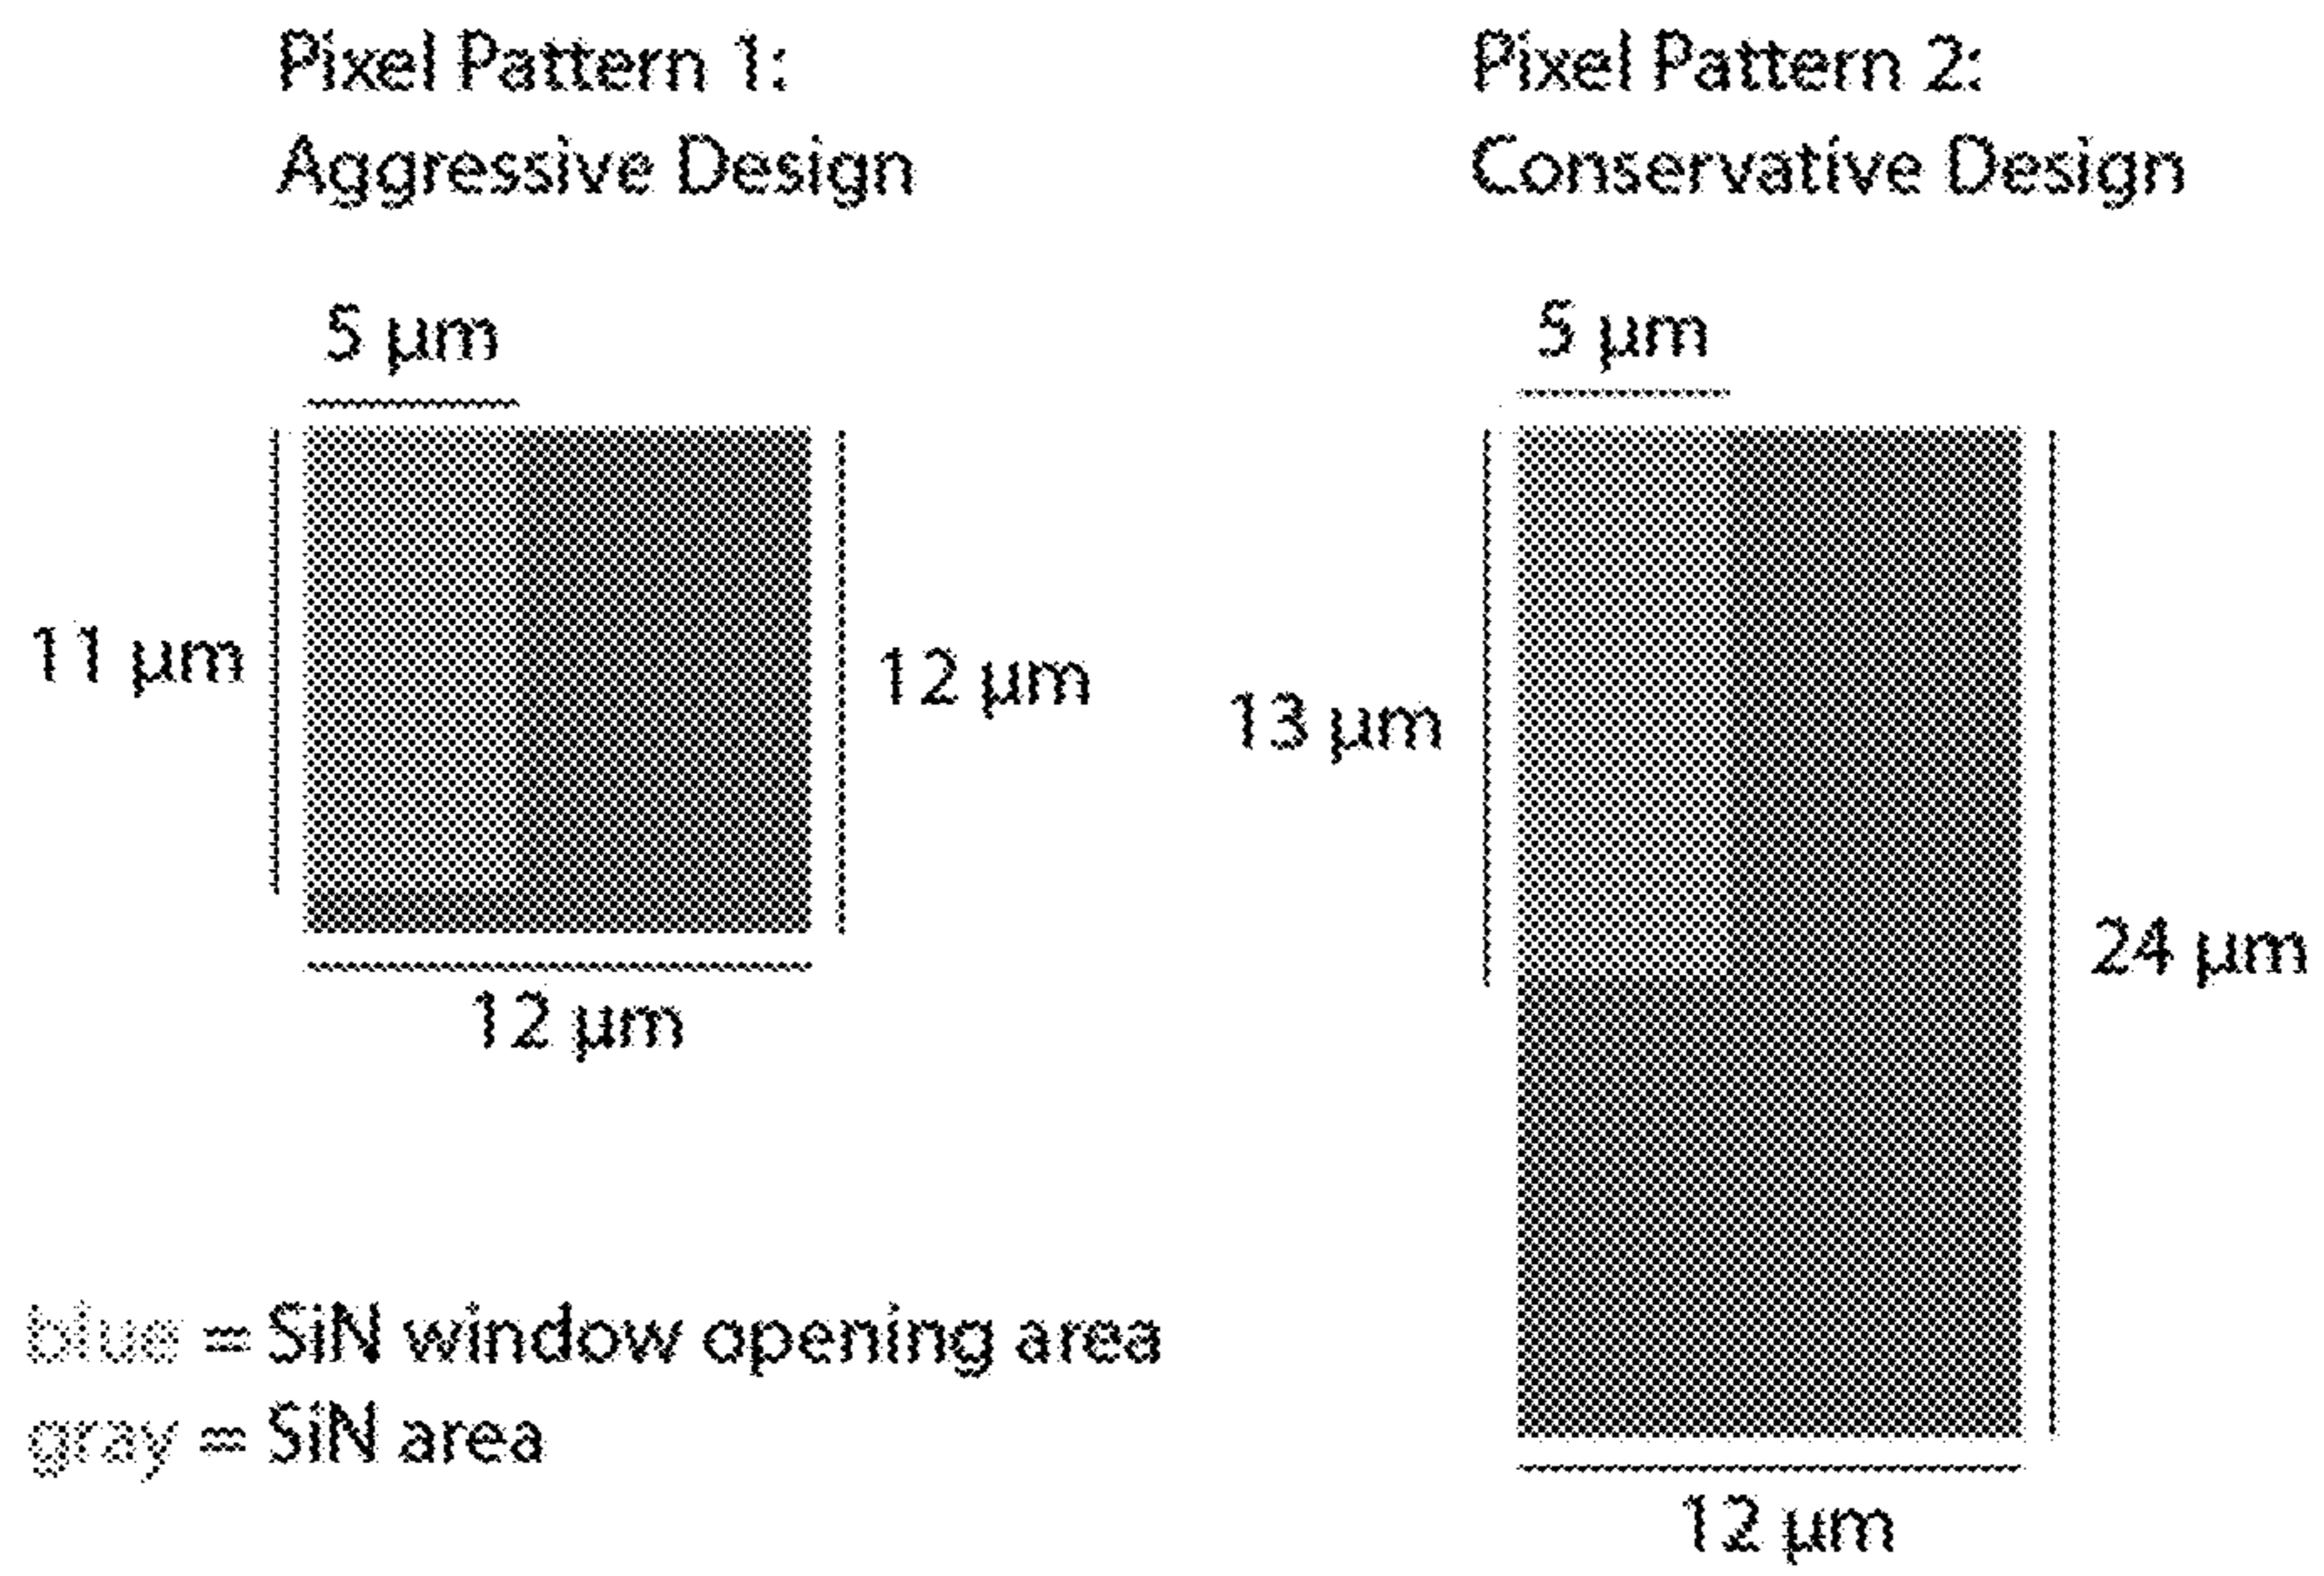 Pixel Pattern 1:
Aggressive Design
5 µm
11 µm
12 µm
12 µm
Pixel Pattern 2:
Conservative Design
5 µm
13 µm
24 µm
12 µm
blue = SiN window opening area
gray = SiN area